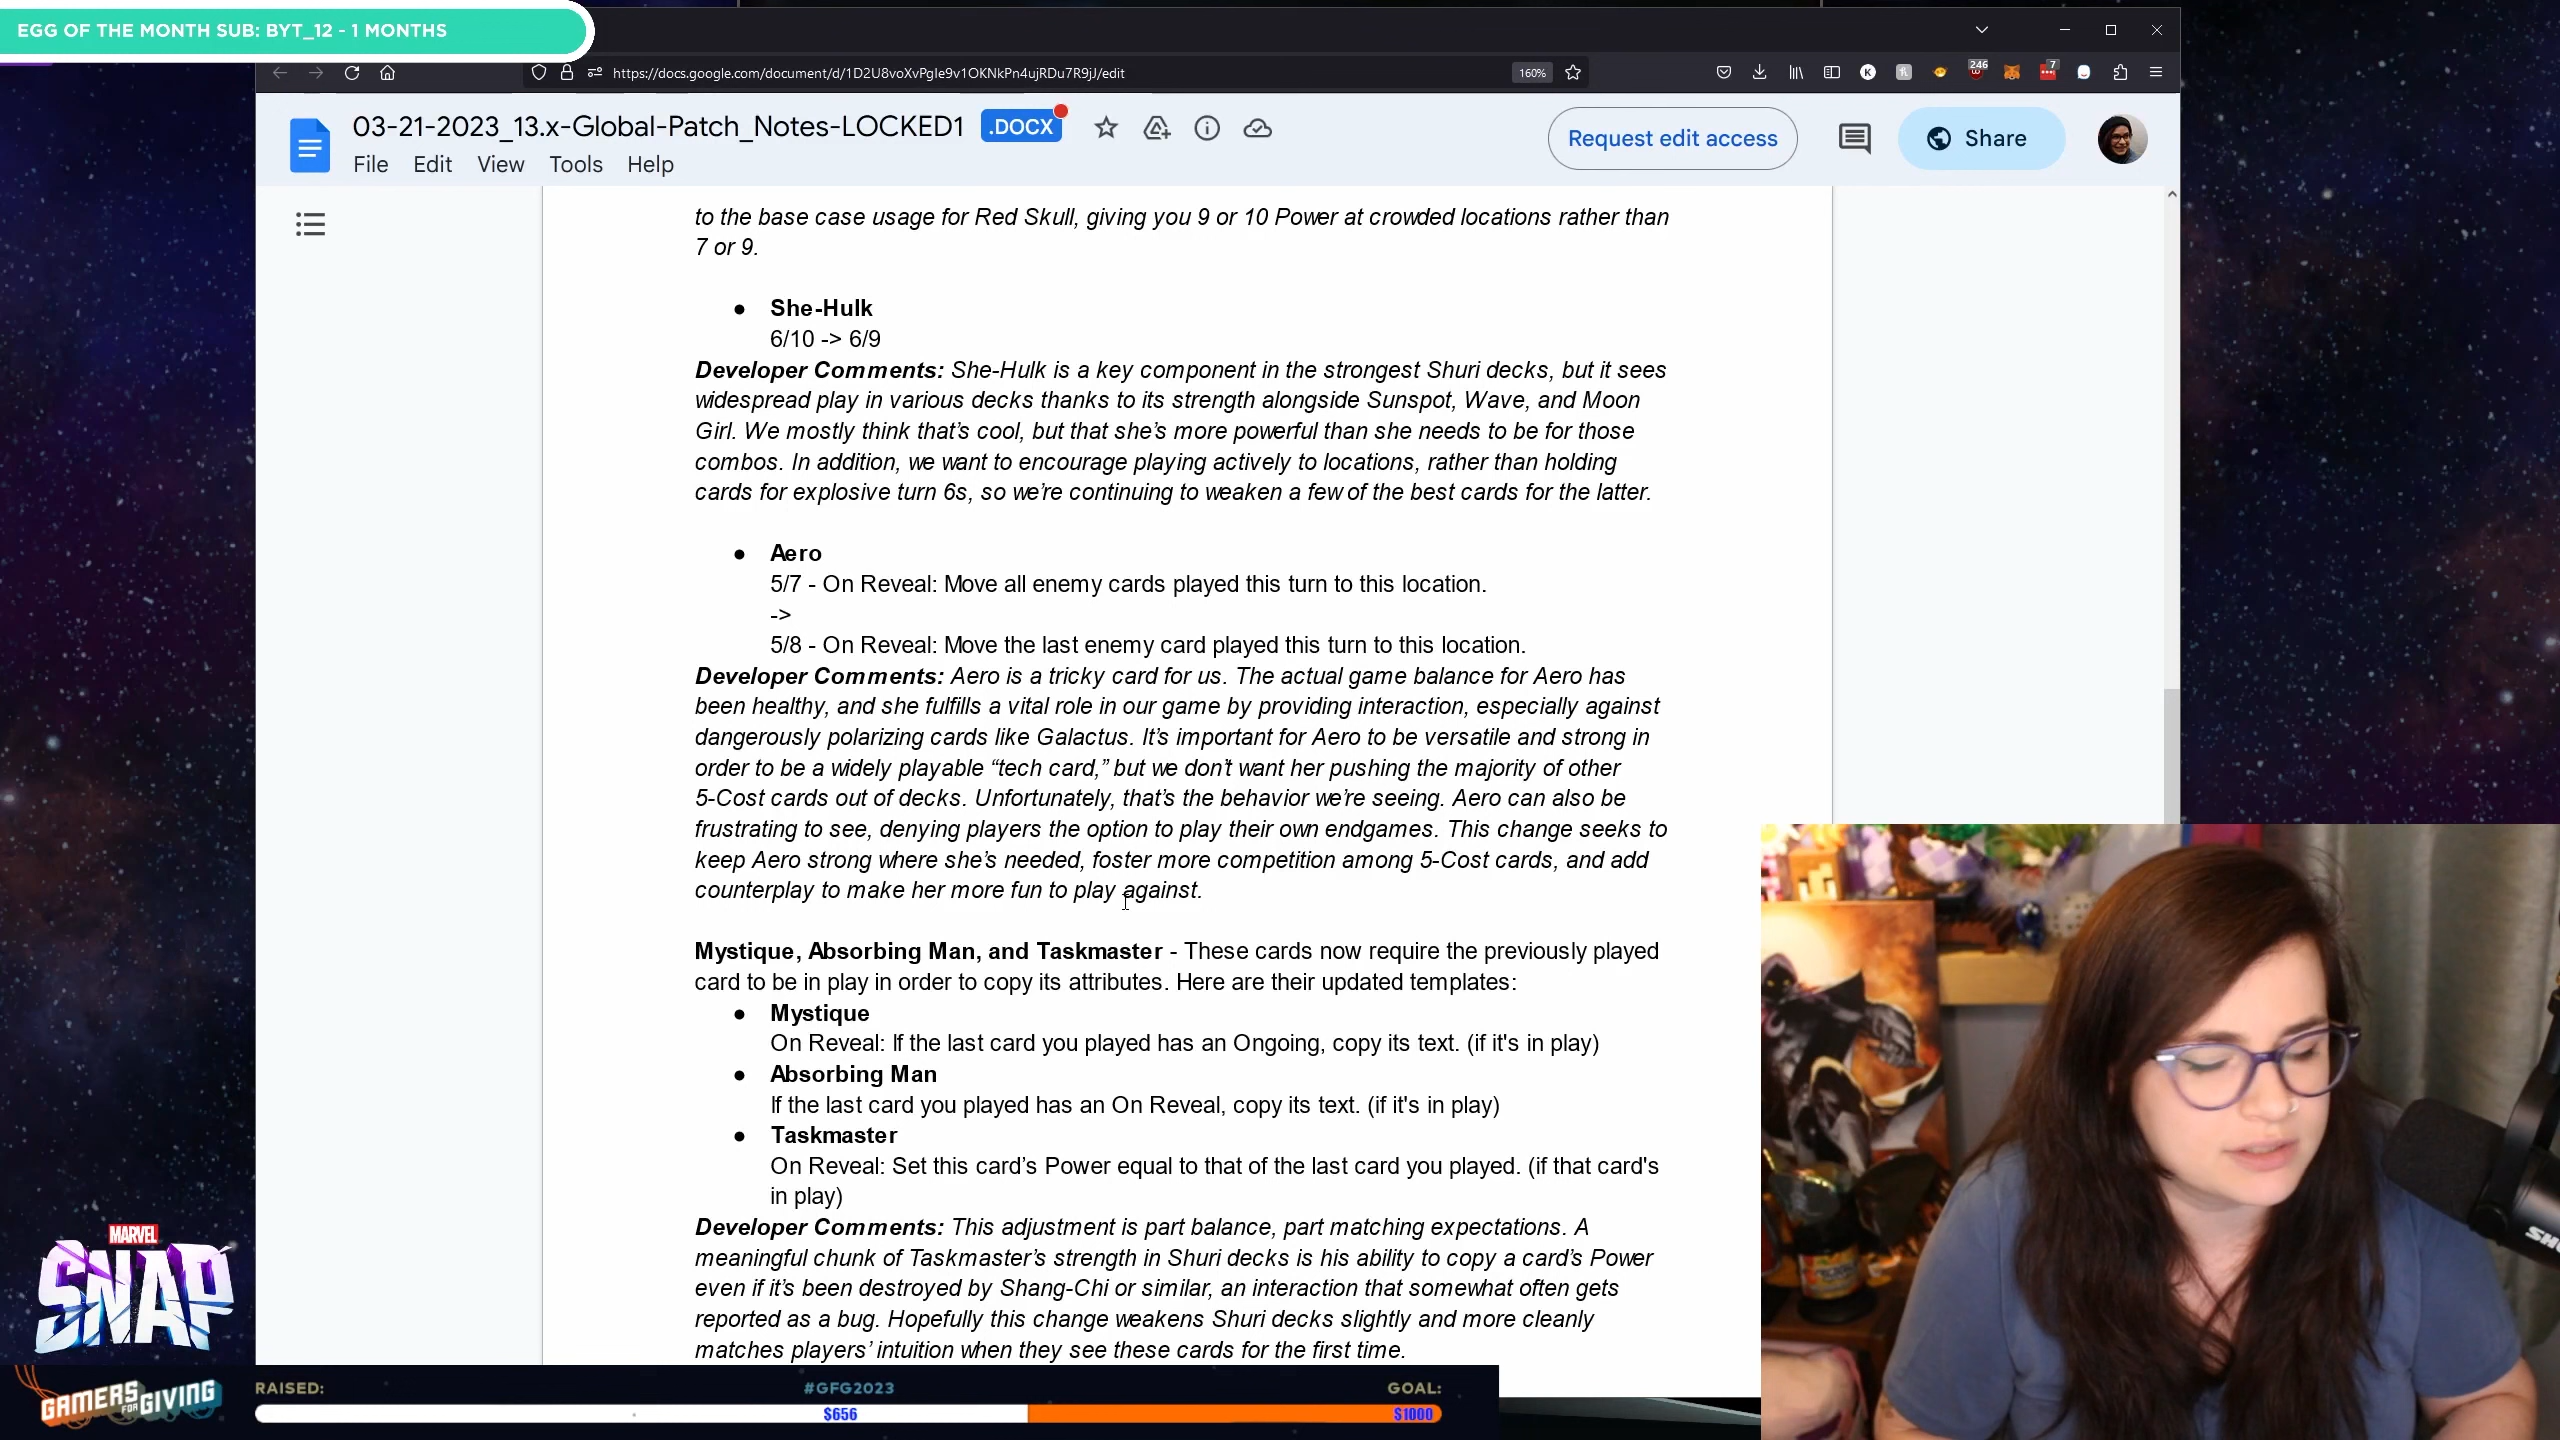 EGG OF THE MONTH SUB: BYT_12 - 1 MONTHS
https://docs.google.com/document/d/1D2U8voXvPgIe9v1OKNkPn4ujRDu7R9jJ/edit
160%
K
246
7
03-21-2023_13.x-Global-Patch_Notes-LOCKED1
.DOCX
Request edit access
Share
File Edit View Tools Help
to the base case usage for Red Skull, giving you 9 or 10 Power at crowded locations rather than
7 or 9.
● She-Hulk
6/10 -> 6/9
Developer Comments: She-Hulk is a key component in the strongest Shuri decks, but it sees
widespread play in various decks thanks to its strength alongside Sunspot, Wave, and Moon
Girl. We mostly think that's cool, but that she's more powerful than she needs to be for those
combos. In addition, we want to encourage playing actively to locations, rather than holding
cards for explosive turn 6s, so we're continuing to weaken a few of the best cards for the latter.
● Aero
5/7 - On Reveal: Move all enemy cards played this turn to this location.
->
5/8 - On Reveal: Move the last enemy card played this turn to this location.
Developer Comments: Aero is a tricky card for us. The actual game balance for Aero has
been healthy, and she fulfills a vital role in our game by providing interaction, especially against
dangerously polarizing cards like Galactus. It's important for Aero to be versatile and strong in
order to be a widely playable “tech card,” but we don't want her pushing the majority of other
5-Cost cards out of decks. Unfortunately, that's the behavior we're seeing. Aero can also be
frustrating to see, denying players the option to play their own endgames. This change seeks to
keep Aero strong where she's needed, foster more competition among 5-Cost cards, and add
counterplay to make her more fun to play against.
Mystique, Absorbing Man, and Taskmaster - These cards now require the previously played
card to be in play in order to copy its attributes. Here are their updated templates:
● Mystique
On Reveal: If the last card you played has an Ongoing, copy its text. (if it's in play)
● Absorbing Man
If the last card you played has an On Reveal, copy its text. (if it's in play)
● Taskmaster
On Reveal: Set this card's Power equal to that of the last card you played. (if that card's
in play)
Developer Comments: This adjustment is part balance, part matching expectations. A
meaningful chunk of Taskmaster's strength in Shuri decks is his ability to copy a card's Power
even if it's been destroyed by Shang-Chi or similar, an interaction that somewhat often gets
reported as a bug. Hopefully this change weakens Shuri decks slightly and more cleanly
matches players' intuition when they see these cards for the first time.
MARVEL
SNAP
GAMERS FOR GIVING
RAISED:
#GFG2023
GOAL:
$656
$1000